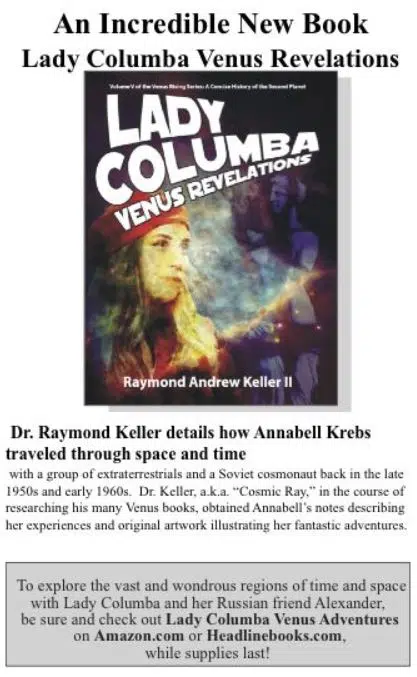 An Incredible New Book
Lady Columba Venus Revelations
Volume V of the Venus Rising Series: A Concise History of the Second Planet
LADY
COLUMBA
VENUS REVELATIONS
Raymond Andrew Keller II
Dr. Raymond Keller details how Annabell Krebs
traveled through space and time
with a group of extraterrestrials and a Soviet cosmonaut back in the late
1950s and early 1960s. Dr. Keller, a.k.a. “Cosmic Ray,” in the course of
researching his many Venus books, obtained Annabell’s notes describing
her experiences and original artwork illustrating her fantastic adventures.
To explore the vast and wondrous regions of time and space
with Lady Columba and her Russian friend Alexander,
be sure and check out Lady Columba Venus Adventures
on Amazon.com or Headlinebooks.com,
while supplies last!